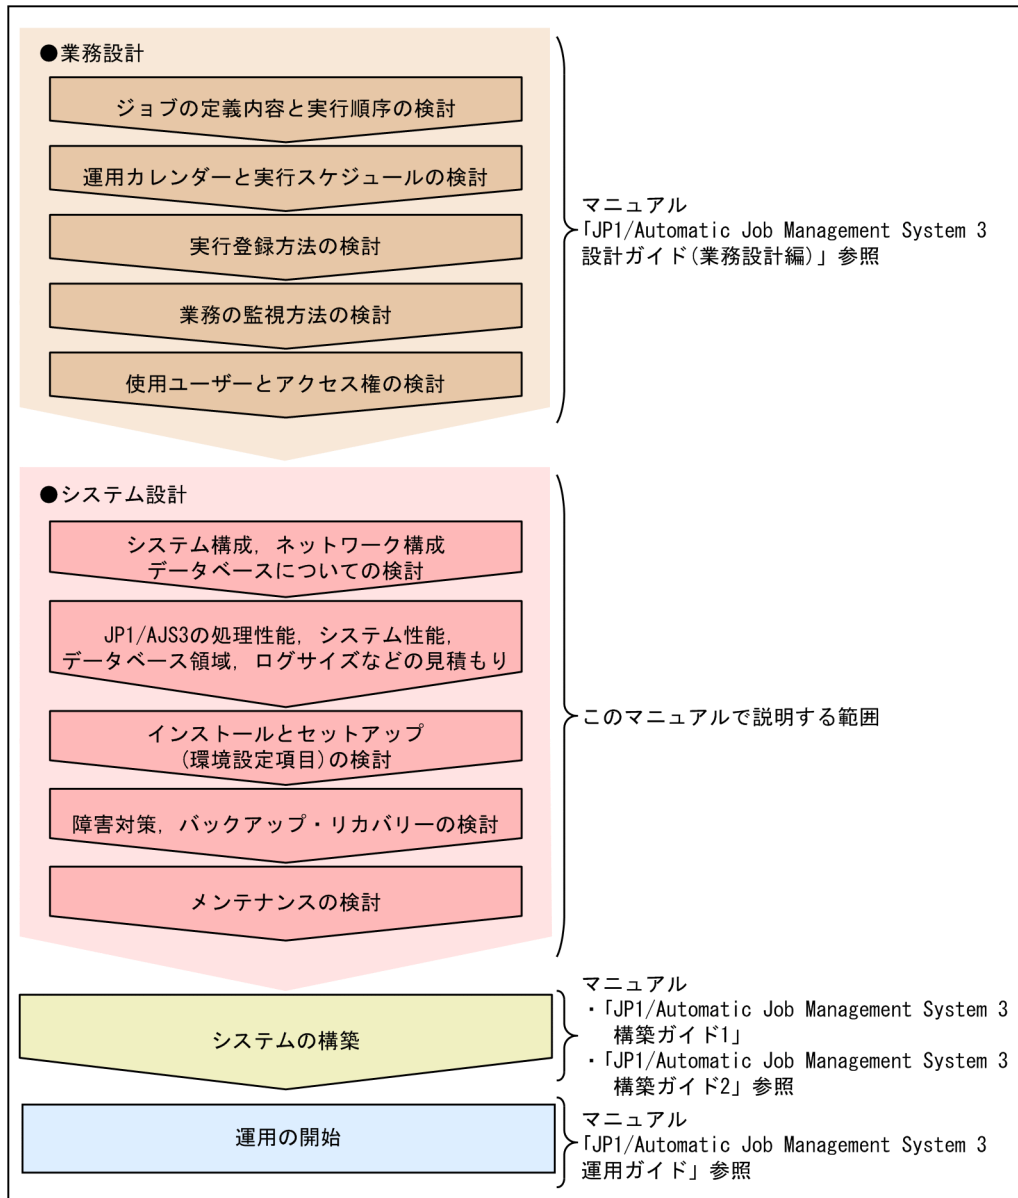 ●業務設計
ジョブの定義内容と実行順序の検討
運用カレンダーと実行スケジュールの検討
実行登録方法の検討
業務の監視方法の検討
使用ユーザーとアクセス権の検討
マニュアル
「JP1/Automatic Job Management System 3
設計ガイド(業務設計編)」参照
●システム設計
システム構成，ネットワーク構成
データベースについての検討
JP1/AJS3の処理性能，システム性能，
データベース領域，ログサイズなどの見積もり
インストールとセットアップ
(環境設定項目)の検討
障害対策，バックアップ・リカバリーの検討
メンテナンスの検討
このマニュアルで説明する範囲
システムの構築
マニュアル
・「JP1/Automatic Job Management System 3
構築ガイド1」
・「JP1/Automatic Job Management System 3
構築ガイド2」参照
運用の開始
マニュアル
「JP1/Automatic Job Management System 3
運用ガイド」参照